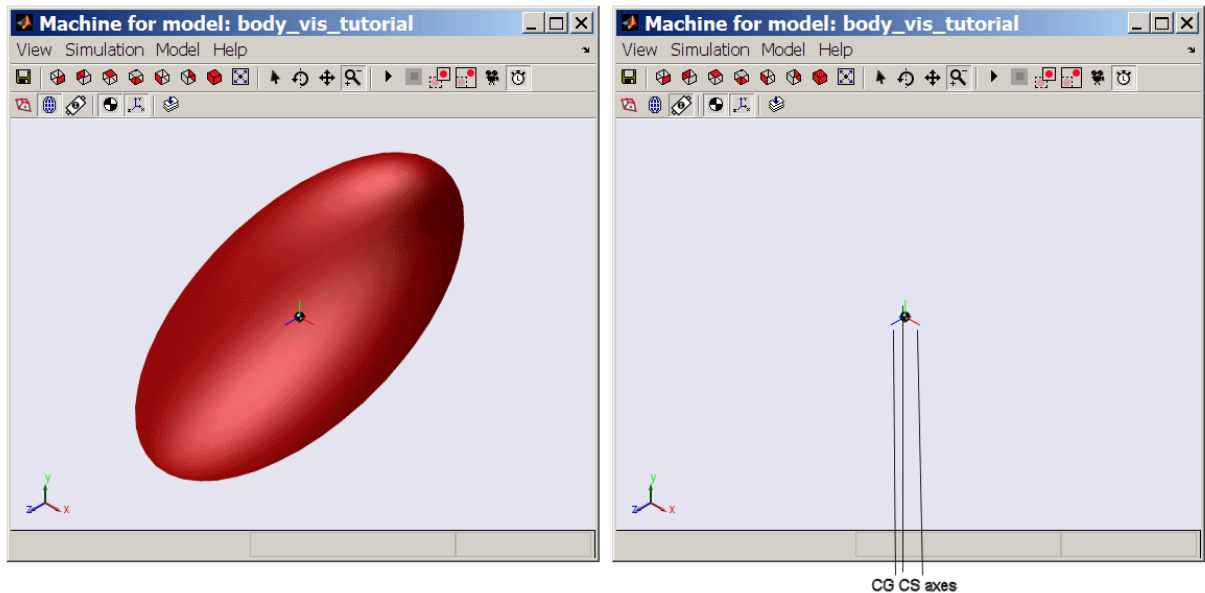 Machine for model: body_vis_tutorial
View Simulation Model Help
y
z
x
Machine for model: body_vis_tutorial
View Simulation Model Help
y
z
x
CG CS axes